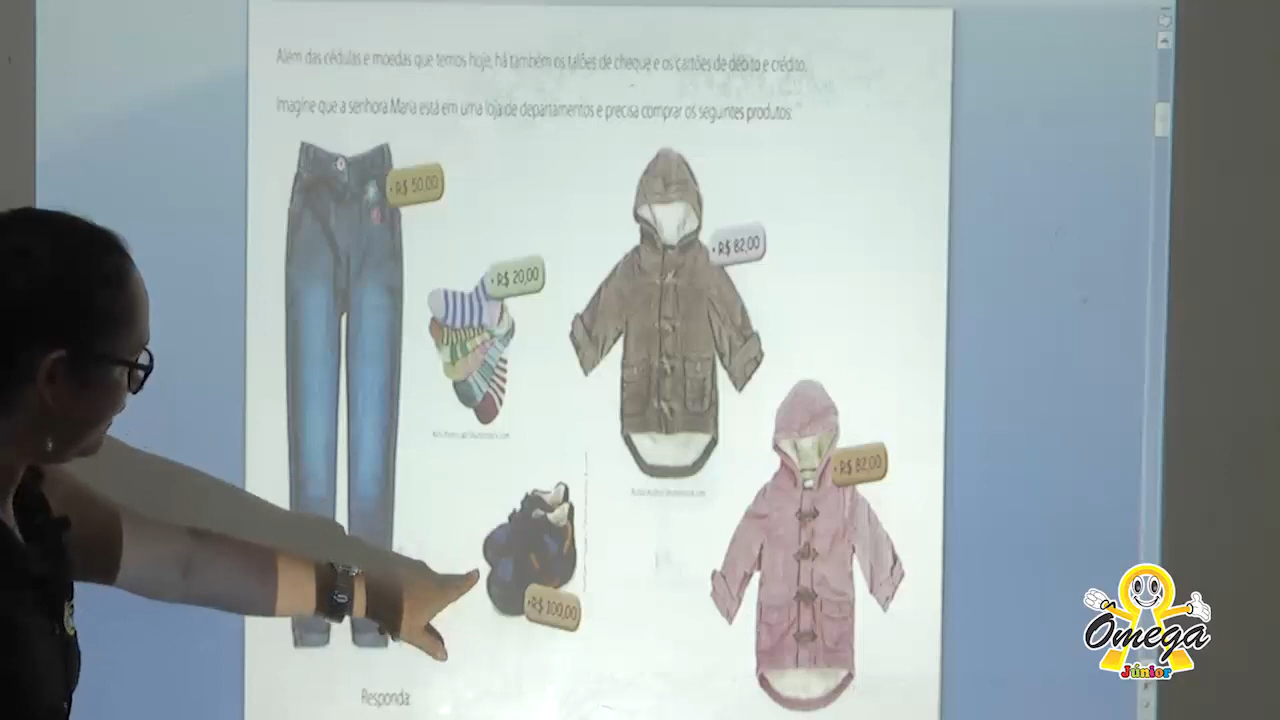 Além das cédulas e moedas que temos hoje, há também os talões de cheque e os cartões de débito e crédito.
Imagine que a senhora Maria está em uma loja de departamentos e precisa comprar os seguintes produtos:
R$ 50,00
R$ 82,00
R$ 20,00
R$ 82,00
R$ 100,00
Responda:
Ômega
Júnior